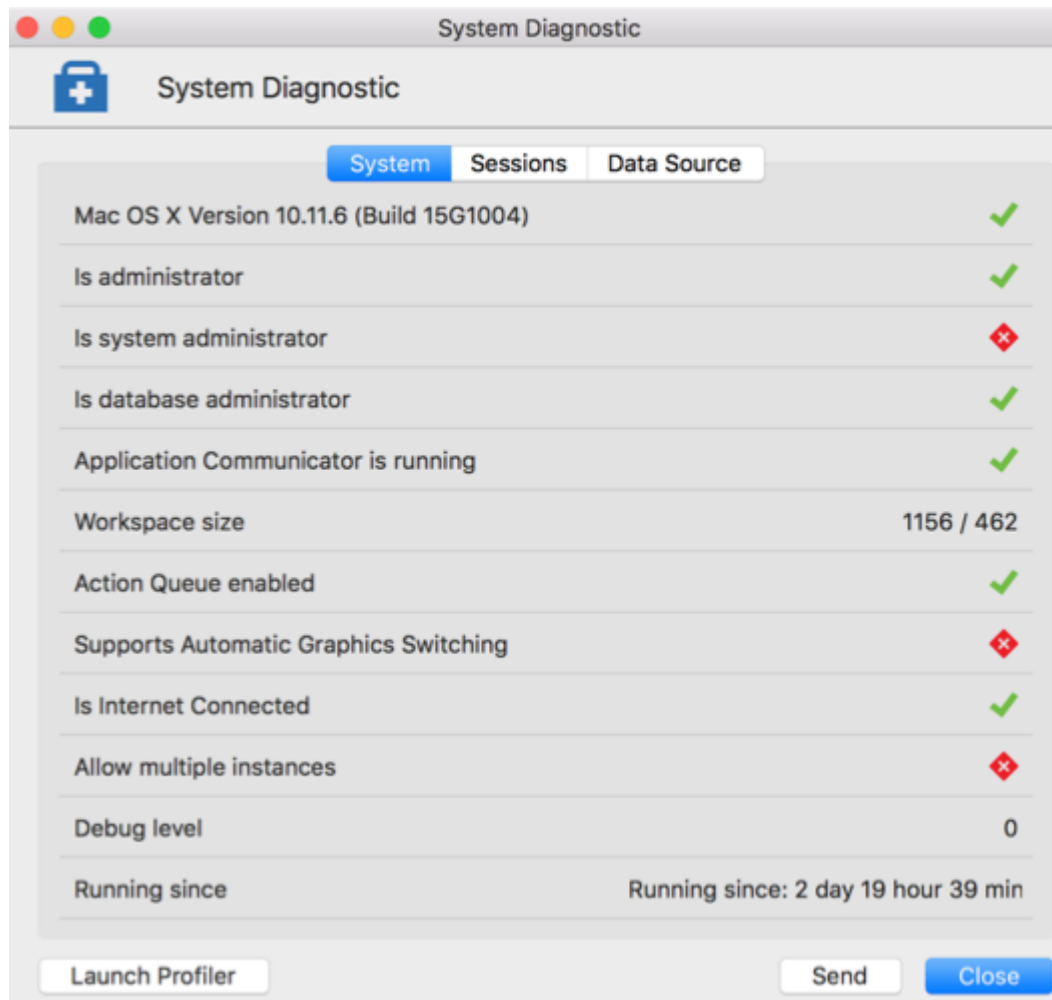 System Diagnostic
System Diagnostic
System Sessions Data Source
Mac OS X Version 10.11.6 (Build 15G1004)
Is administrator
Is system administrator
Is database administrator
Application Communicator is running
Workspace size 1156 / 462
Action Queue enabled
Supports Automatic Graphics Switching
Is Internet Connected
Allow multiple instances
Debug level 0
Running since Running since: 2 day 19 hour 39 min
Launch Profiler Send Close